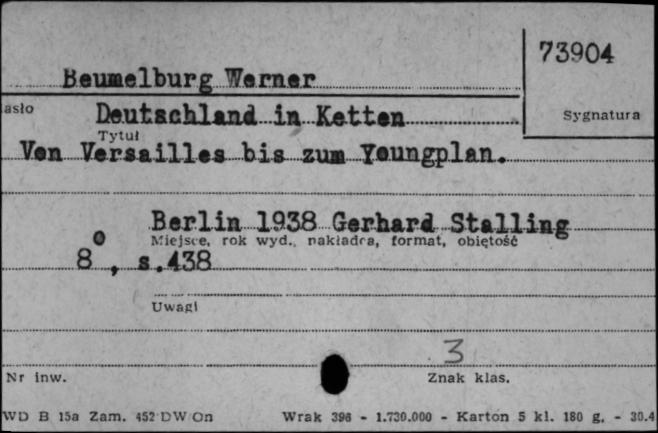 73904
Beumelburg Werner
asło
Deutschland in Ketten
Sygnatura
Tytuł
Von Versailles bis zum Youngplan.
Berlin 1938 Gerhard Stalling
Miejsce, rok wyd., nakładca, format, objętość
8°, s.438
Uwagi
3
Nr inw.
Znak klas.
WD B 15a Zam. 452 DW/On Wrak 396 - 1.730.000 - Karton 5 kl. 180 g. - 30.4